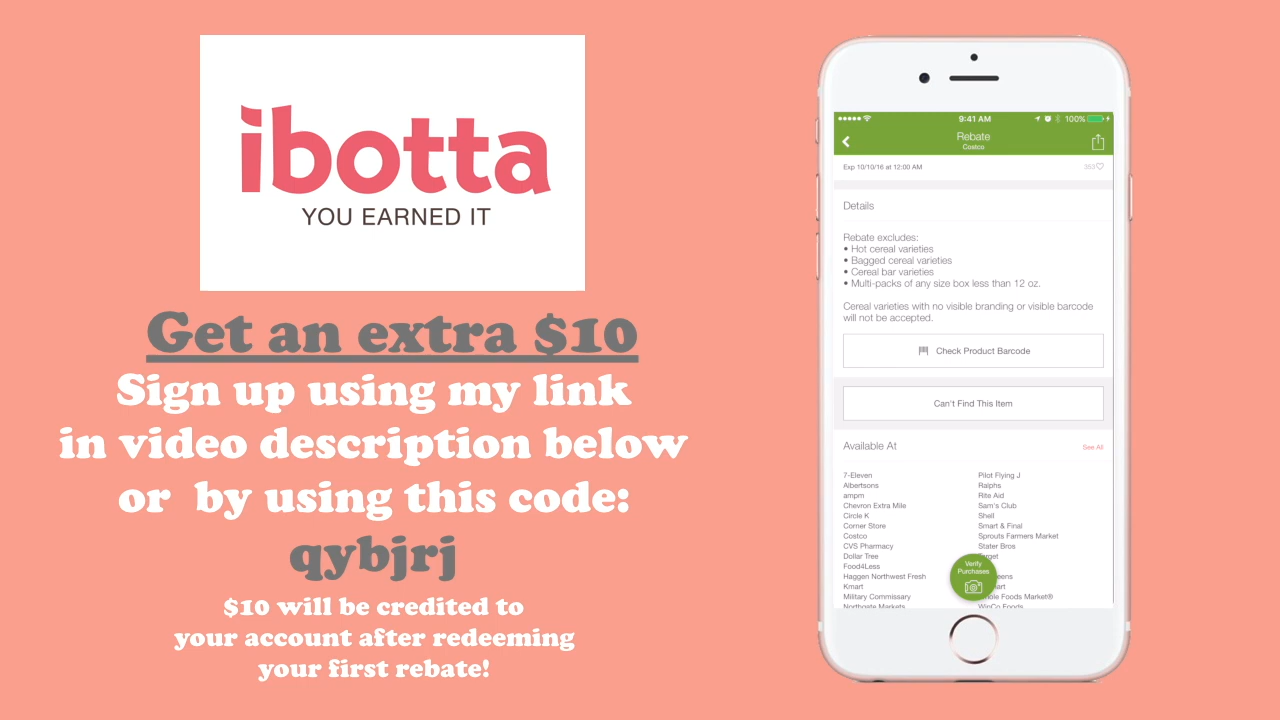 ibotta
YOU EARNED IT
Get an extra $10
Sign up using my link
in video description below
or by using this code:
qybjrj
$10 will be credited to
your account after redeeming
your first rebate!
9:41 AM
100%
Rebate
Costco
Exp 10/10/16 at 12:00 AM
353
Details
Rebate excludes:
• Hot cereal varieties
• Bagged cereal varieties
• Cereal bar varieties
• Multi-packs of any size box less than 12 oz.
Cereal varieties with no visible branding or visible barcode
will not be accepted.
Check Product Barcode
Can't Find This Item
Available At
See All
7-Eleven
Albertsons
ampm
Chevron Extra Mile
Circle K
Corner Store
Costco
CVS Pharmacy
Dollar Tree
Food4Less
Haggen Northwest Fresh
Kmart
Military Commissary
Northgate Markets
Pilot Flying J
Ralphs
Rite Aid
Sam's Club
Shell
Smart & Final
Sprouts Farmers Market
Stater Bros
Foods Market®
WinCo Foods
Verify
Purchases